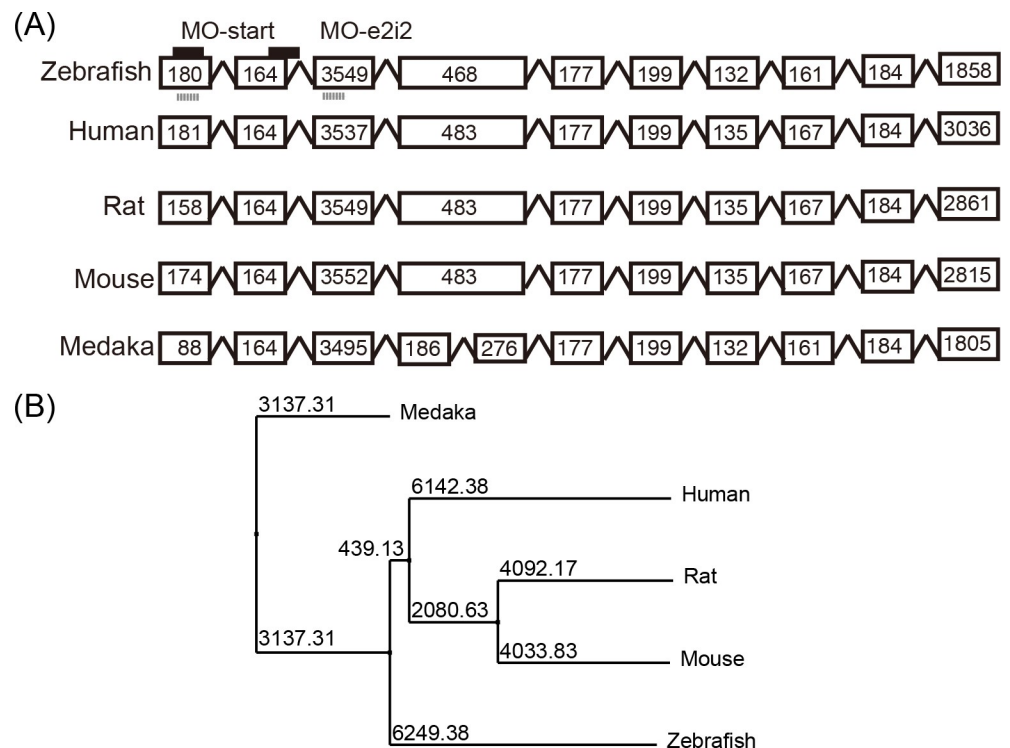 (A)
MO-start MO-e2i2
Zebrafish 180 164 3549 468 177 199 132 161 184 1858
Human 181 164 3537 483 177 199 135 167 184 3036
Rat 158 164 3549 483 177 199 135 167 184 2861
Mouse 174 164 3552 483 177 199 135 167 184 2815
Medaka 88 164 3495 186 276 177 199 132 161 184 1805
(B)
3137.31 Medaka
6142.38 Human
439.13
4092.17 Rat
2080.63
3137.31
4033.83 Mouse
6249.38 Zebrafish